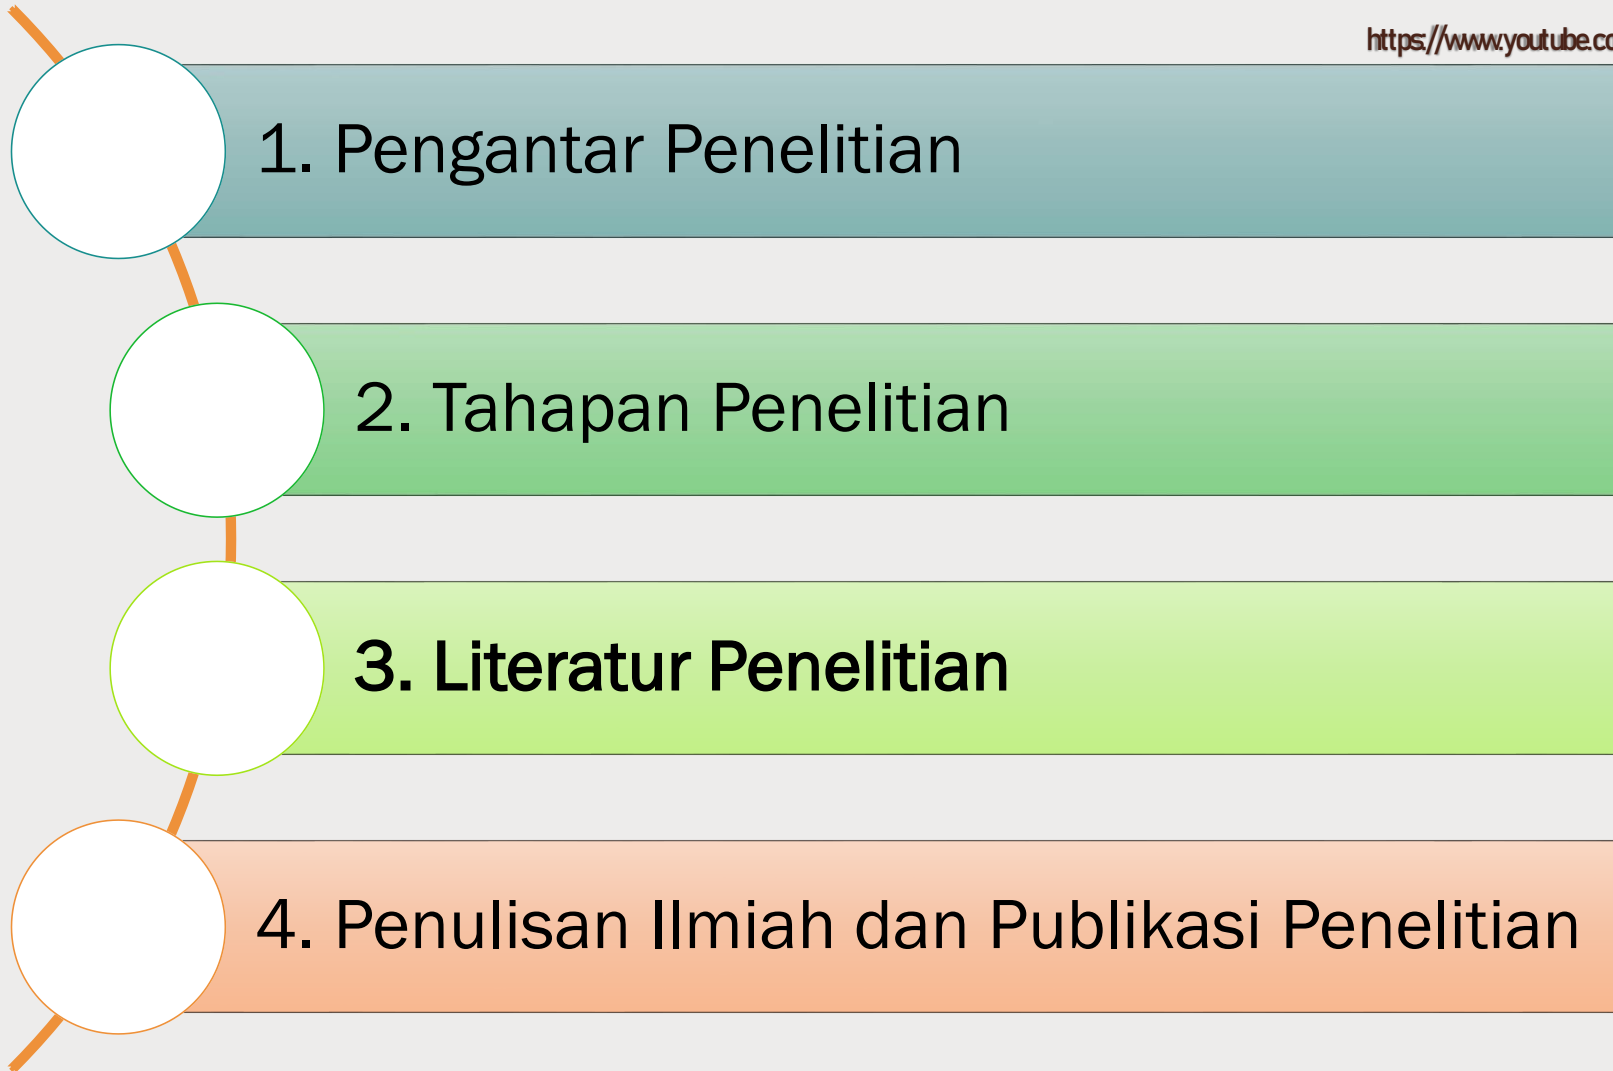 https://www.youtube.co
1. Pengantar Penelitian
2. Tahapan Penelitian
3. Literatur Penelitian
4. Penulisan Ilmiah dan Publikasi Penelitian